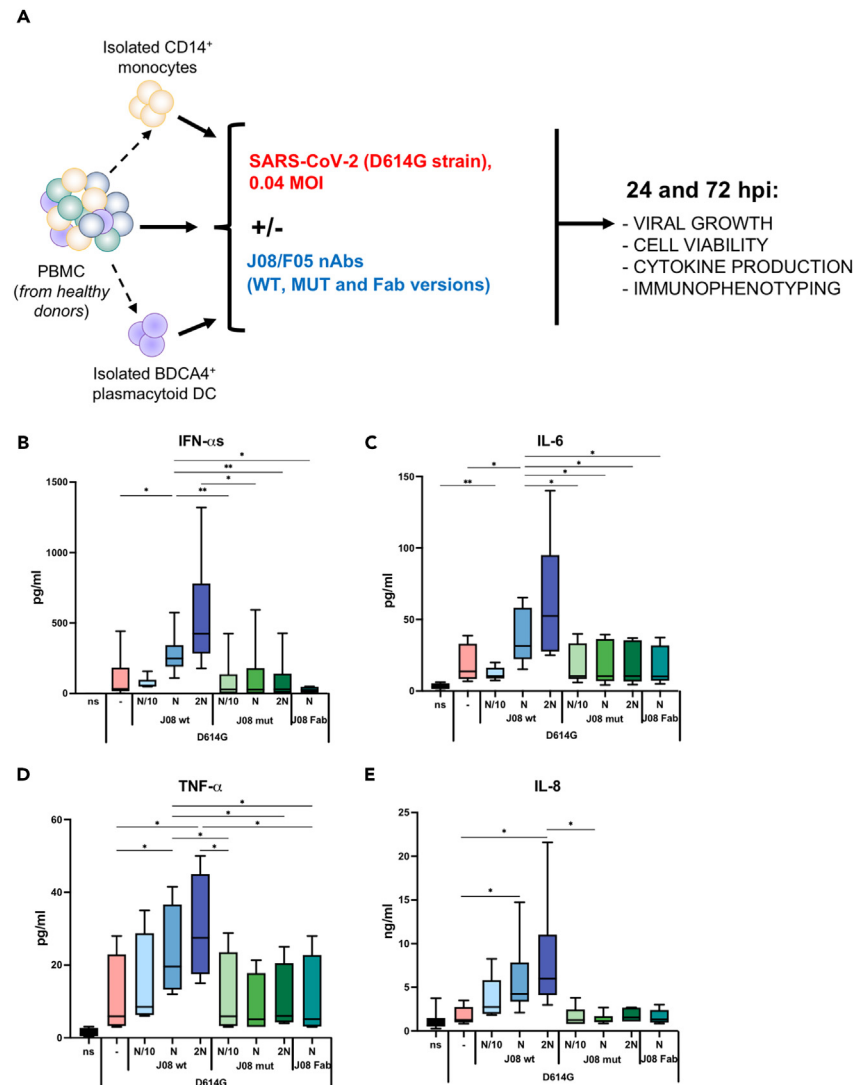 A
Isolated CD14⁺
monocytes
SARS-CoV-2 (D614G strain),
0.04 MOI
+/-
J08/F05 nAbs
(WT, MUT and Fab versions)
24 and 72 hpi:
- VIRAL GROWTH
- CELL VIABILITY
- CYTOKINE PRODUCTION
- IMMUNOPHENOTYPING
PBMC
(from healthy
donors)
Isolated BDCA4⁺
plasmacytoid DC
B
IFN-αs
pg/ml
1500
1000
500
0
* ** * ** *
ns - N/10 N 2N N/10 N 2N N
J08 wt J08 mut J08 Fab
D614G
C
IL-6
pg/ml
150
100
50
0
** * * * * *
ns - N/10 N 2N N/10 N 2N N
J08 wt J08 mut J08 Fab
D614G
D
TNF-α
pg/ml
60
40
20
0
* * * * * * *
ns - N/10 N 2N N/10 N 2N N
J08 wt J08 mut J08 Fab
D614G
E
IL-8
ng/ml
25
20
15
10
5
0
* * *
ns - N/10 N 2N N/10 N 2N N
J08 wt J08 mut J08 Fab
D614G